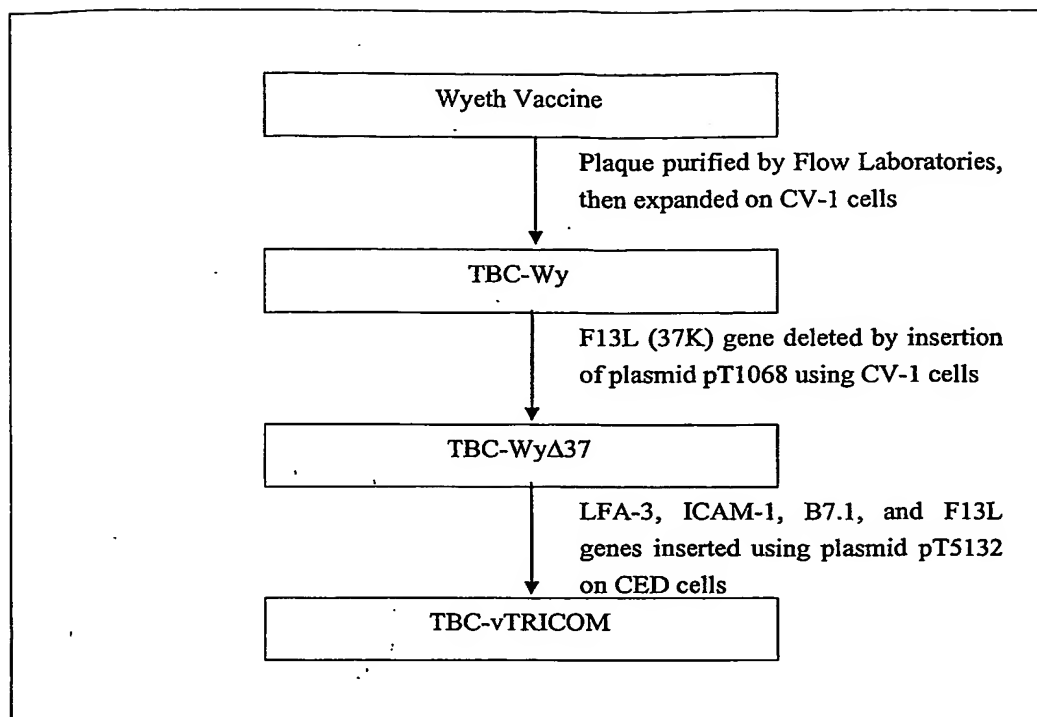 Wyeth Vaccine
Plaque purified by Flow Laboratories,
then expanded on CV-1 cells
TBC-Wy
F13L (37K) gene deleted by insertion
of plasmid pT1068 using CV-1 cells
TBC-WyΔ37
LFA-3, ICAM-1, B7.1, and F13L
genes inserted using plasmid pT5132
on CED cells
TBC-vTRICOM